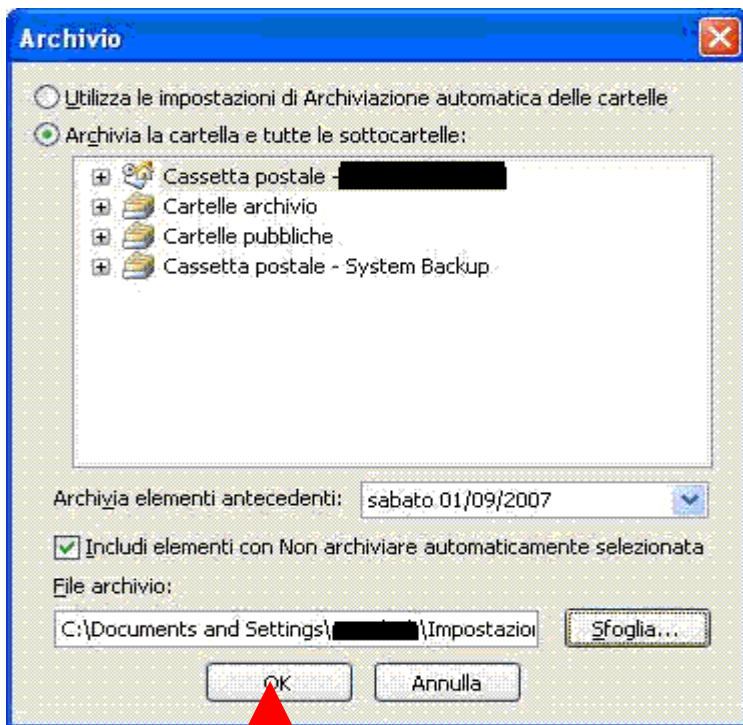 Archivio
Utilizza le impostazioni di Archiviazione automatica delle cartelle
Archivia la cartella e tutte le sottocartelle:
Cassetta postale -
Cartelle archivio
Cartelle pubbliche
Cassetta postale - System Backup
Archivia elementi antecedenti: sabato 01/09/2007
Includi elementi con Non archiviare automaticamente selezionata
File archivio:
C:\Documents and Settings\ \Impostazion Sfoglia...
OK Annulla